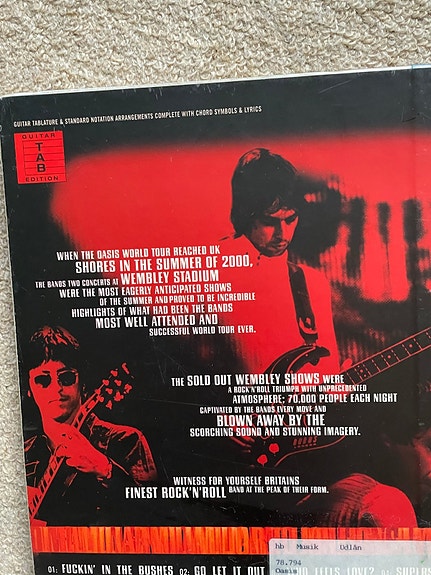 GUITAR TABLATURE & STANDARD NOTATION ARRANGEMENTS COMPLETE WITH CHORD SYMBOLS & LYRICS
GUITAR
TAB
EDITION
WHEN THE OASIS WORLD TOUR REACHED UK
SHORES IN THE SUMMER OF 2000,
THE BANDS TWO CONCERTS AT WEMBLEY STADIUM
WERE THE MOST EAGERLY ANTICIPATED SHOWS
OF THE SUMMER AND PROVED TO BE INCREDIBLE
HIGHLIGHTS OF WHAT HAD BEEN THE BANDS
MOST WELL ATTENDED AND
SUCCESSFUL WORLD TOUR EVER.
THE SOLD OUT WEMBLEY SHOWS WERE
A ROCK'N'ROLL TRIUMPH WITH UNPRECEDENTED
ATMOSPHERE; 70,000 PEOPLE EACH NIGHT
CAPTIVATED BY THE BANDS EVERY MOVE AND
BLOWN AWAY BY THE
SCORCHING SOUND AND STUNNING IMAGERY.
WITNESS FOR YOURSELF BRITAINS
FINEST ROCK'N'ROLL BAND AT THE PEAK OF THEIR FORM.
hb Musik Udlån
78.794
Oasis
01: FUCKIN' IN THE BUSHES 02: GO LET IT OUT HO FEELS LOVE?